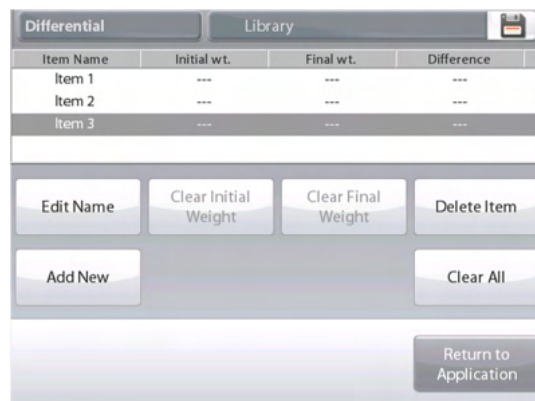 Differential Library
Item Name Initial wt. Final wt. Difference
Item 1 --- --- ---
Item 2 --- --- ---
Item 3 --- --- ---
Edit Name Clear Initial Weight Clear Final Weight Delete Item
Add New Clear All
Return to
Application